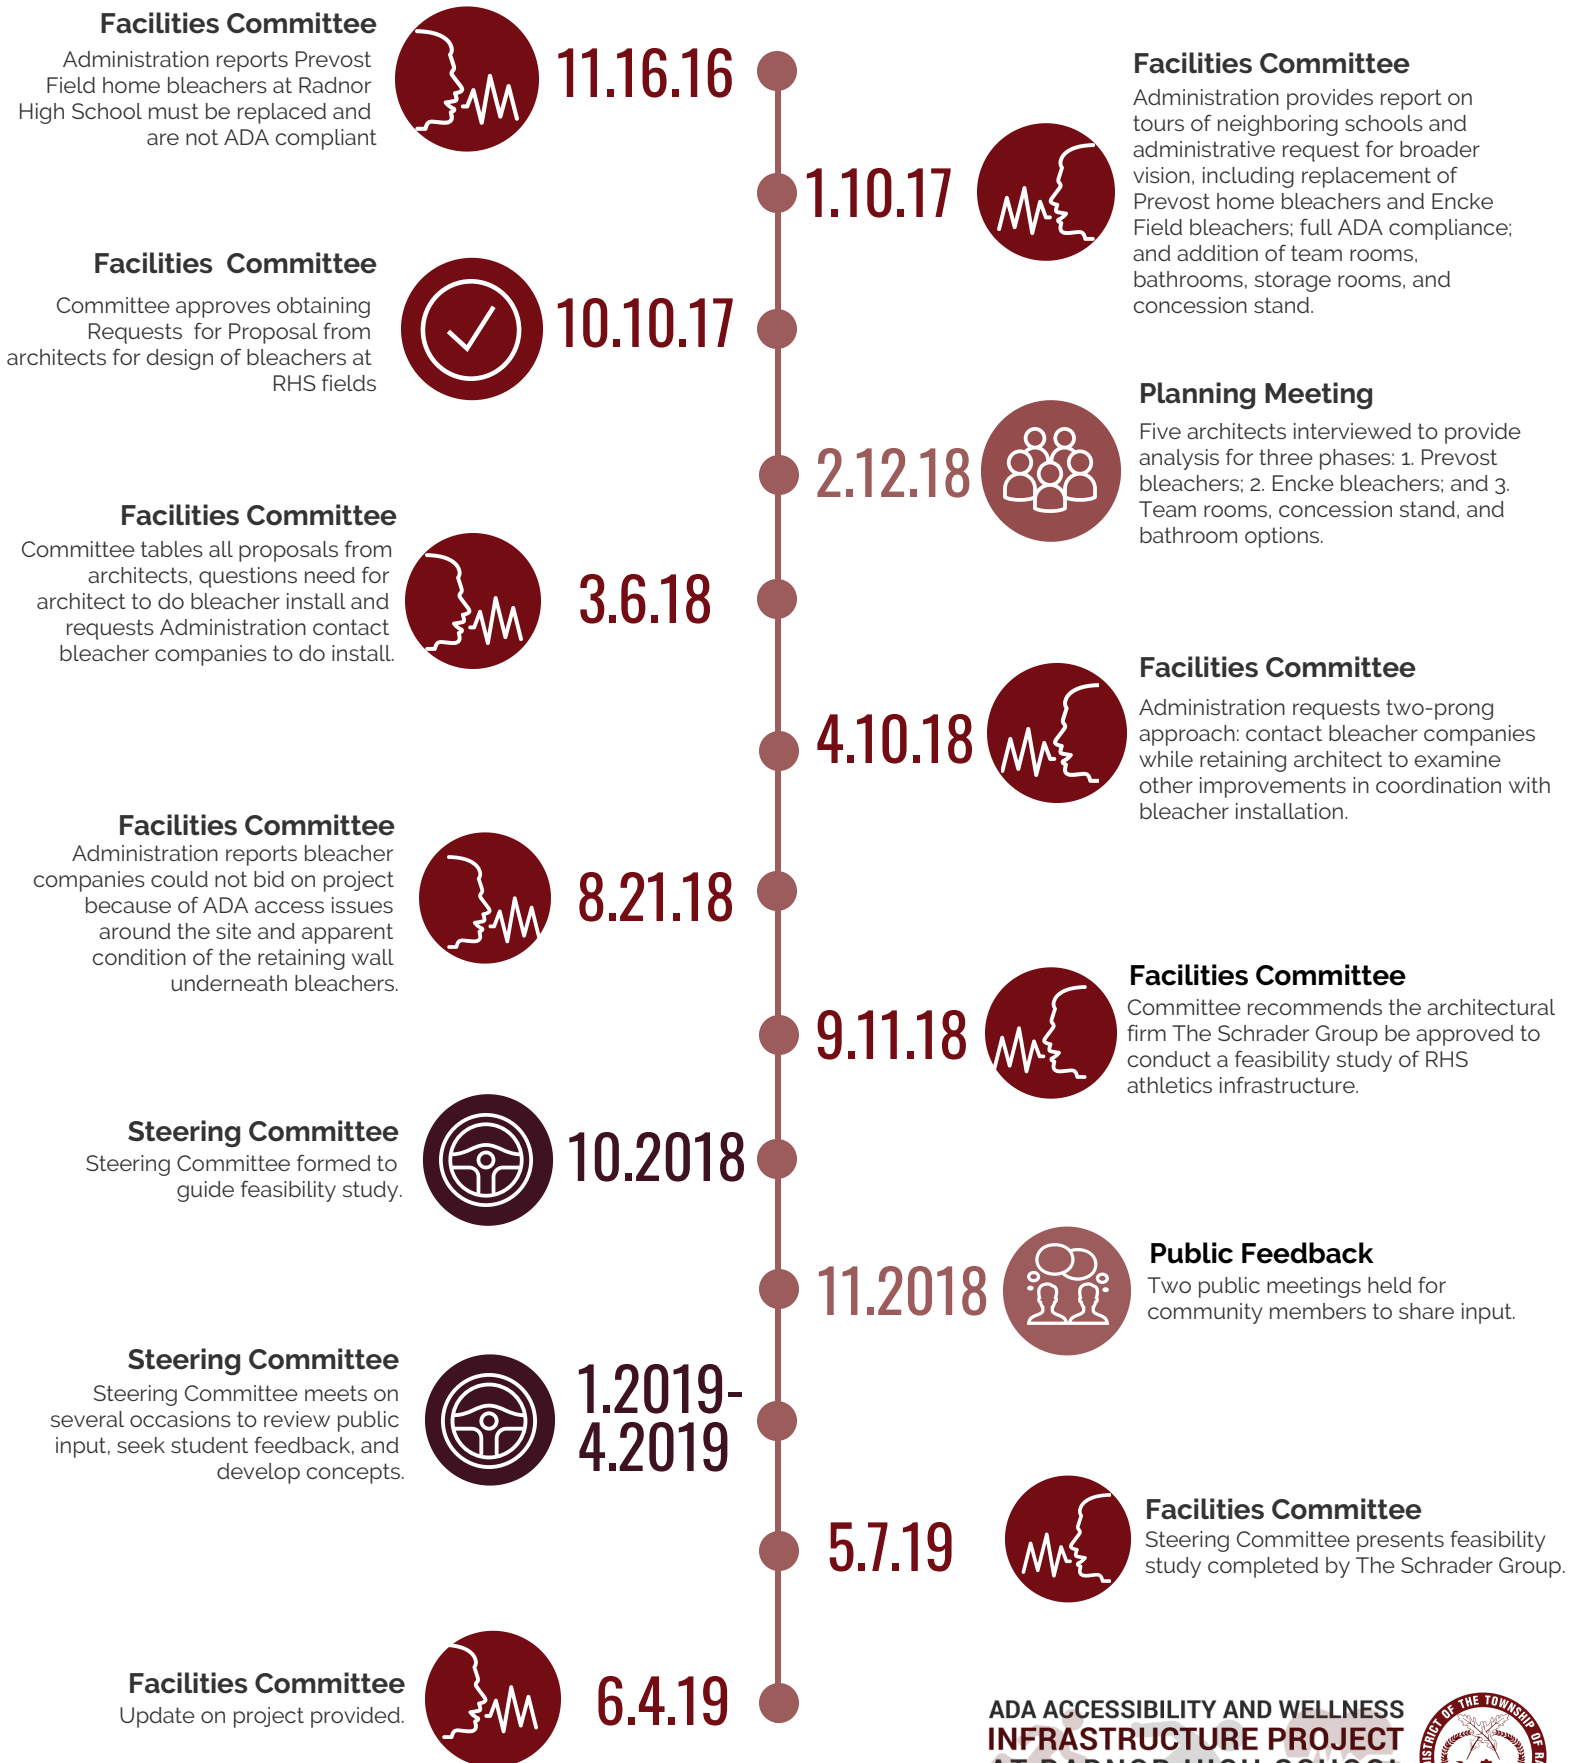 Facilities Committee
Administration reports Prevost
Field home bleachers at Radnor
High School must be replaced and
are not ADA compliant
11.16.16
Facilities Committee
Administration provides report on
tours of neighboring schools and
administrative request for broader
vision, including replacement of
Prevost home bleachers and Encke
Field bleachers; full ADA compliance;
and addition of team rooms,
bathrooms, storage rooms, and
concession stand.
1.10.17
Facilities Committee
Committee approves obtaining
Requests for Proposal from
architects for design of bleachers at
RHS fields
10.10.17
Planning Meeting
Five architects interviewed to provide
analysis for three phases: 1. Prevost
bleachers; 2. Encke bleachers; and 3.
Team rooms, concession stand, and
bathroom options.
2.12.18
Facilities Committee
Committee tables all proposals from
architects, questions need for
architect to do bleacher install and
requests Administration contact
bleacher companies to do install.
3.6.18
Facilities Committee
Administration requests two-prong
approach: contact bleacher companies
while retaining architect to examine
other improvements in coordination with
bleacher installation.
4.10.18
Facilities Committee
Administration reports bleacher
companies could not bid on project
because of ADA access issues
around the site and apparent
condition of the retaining wall
underneath bleachers.
8.21.18
Facilities Committee
Committee recommends the architectural
firm The Schrader Group be approved to
conduct a feasibility study of RHS
athletics infrastructure.
9.11.18
Steering Committee
Steering Committee formed to
guide feasibility study.
10.2018
Public Feedback
Two public meetings held for
community members to share input.
11.2018
Steering Committee
Steering Committee meets on
several occasions to review public
input, seek student feedback, and
develop concepts.
1.2019-
4.2019
Facilities Committee
Steering Committee presents feasibility
study completed by The Schrader Group.
5.7.19
Facilities Committee
Update on project provided.
6.4.19
ADA ACCESSIBILITY AND WELLNESS
INFRASTRUCTURE PROJECT
AT RADNOR HIGH SCHOOL
OF THE TOWNSHIP OF